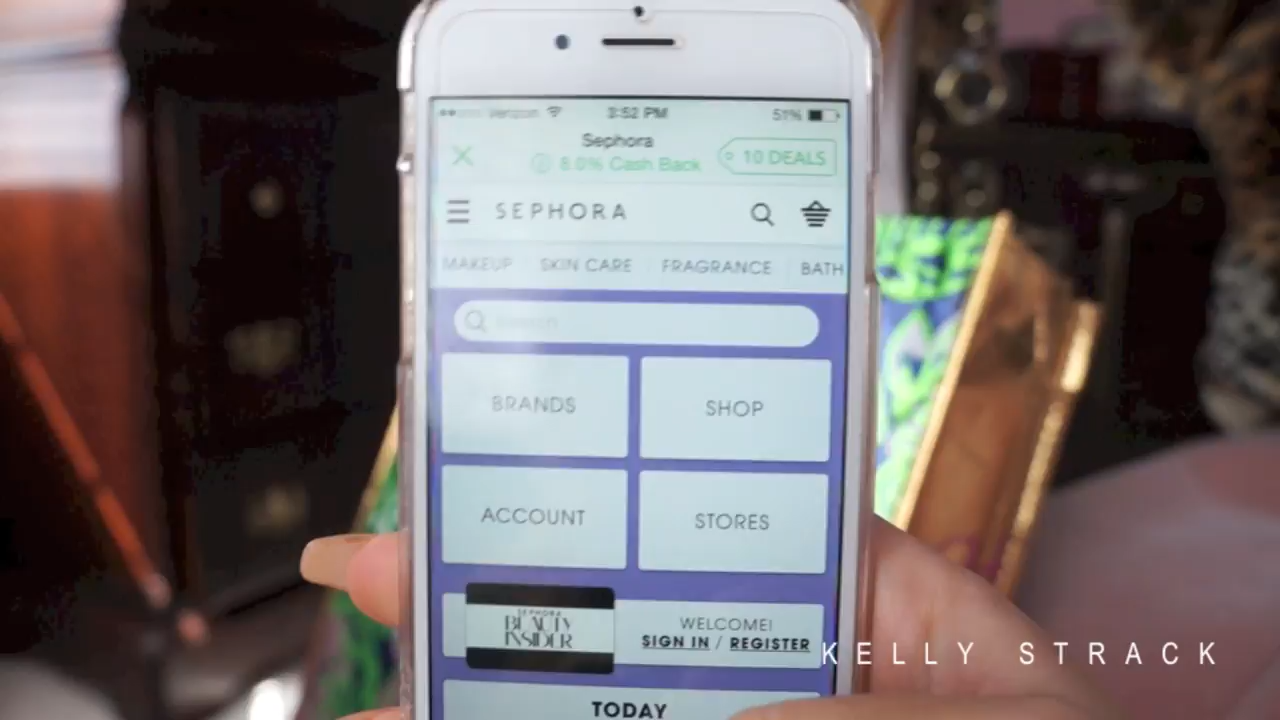 Verizon 3:52 PM 51%
Sephora
8.0% Cash Back
10 DEALS
SEPHORA
MAKEUP SKIN CARE FRAGRANCE BATH
BRANDS SHOP
ACCOUNT STORES
SEPHORA
BEAUTY
INSIDER
WELCOME!
SIGN IN / REGISTER
KELLY STRACK
TODAY